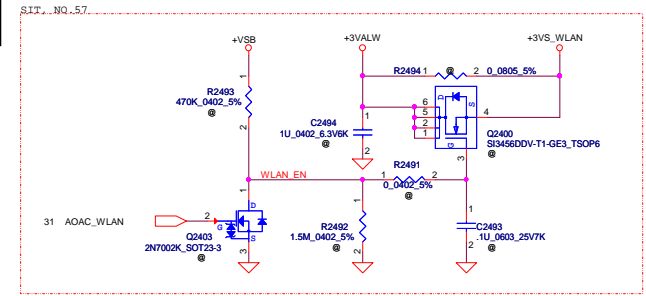 SIT, NO.57
+VSB
+3VALW
+3VS_WLAN
R2494 1 @ 2 0_0805_5%
1
R2493
470K_0402_5%
@
2
D S
6
5
2
1
4
G
3
Q2400
SI3456DDV-T1-GE3_TSOP6
@
1
C2494
1U_0402_6.3V6K
@
2
R2491
WLAN_EN
1 2
0_0402_5%
@
31 AOAC_WLAN
2
1
D
G
S
3
Q2403
2N7002K_SOT23-3
@
1
R2492
1.5M_0402_5%
@
2
1
C2493
.1U_0603_25V7K
@
2